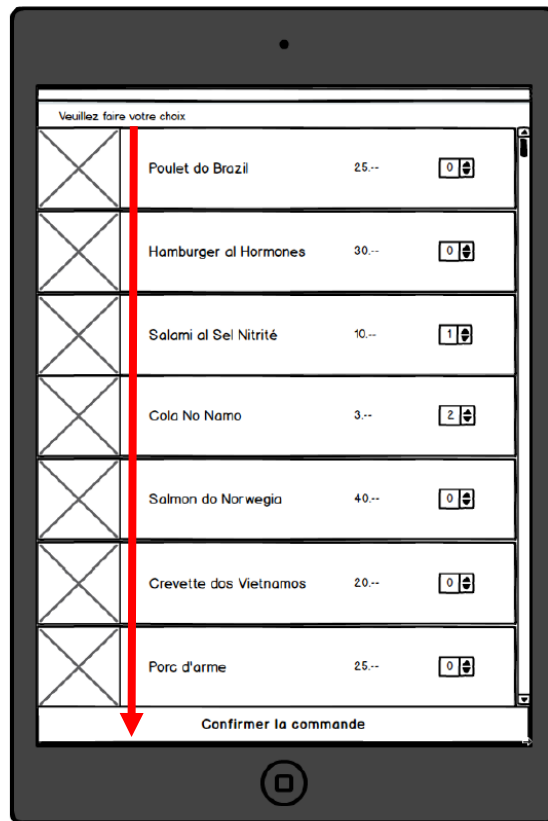 Veuillez faire votre choix
Poulet do Brazil 25.-- 0
Hamburger al Hormones 30.-- 0
Salami al Sel Nitrité 10.-- 1
Cola No Namo 3.-- 2
Salmon do Norwegia 40.-- 0
Crevette dos Vietnamos 20.-- 0
Porc d'arme 25.-- 0
Confirmer la commande